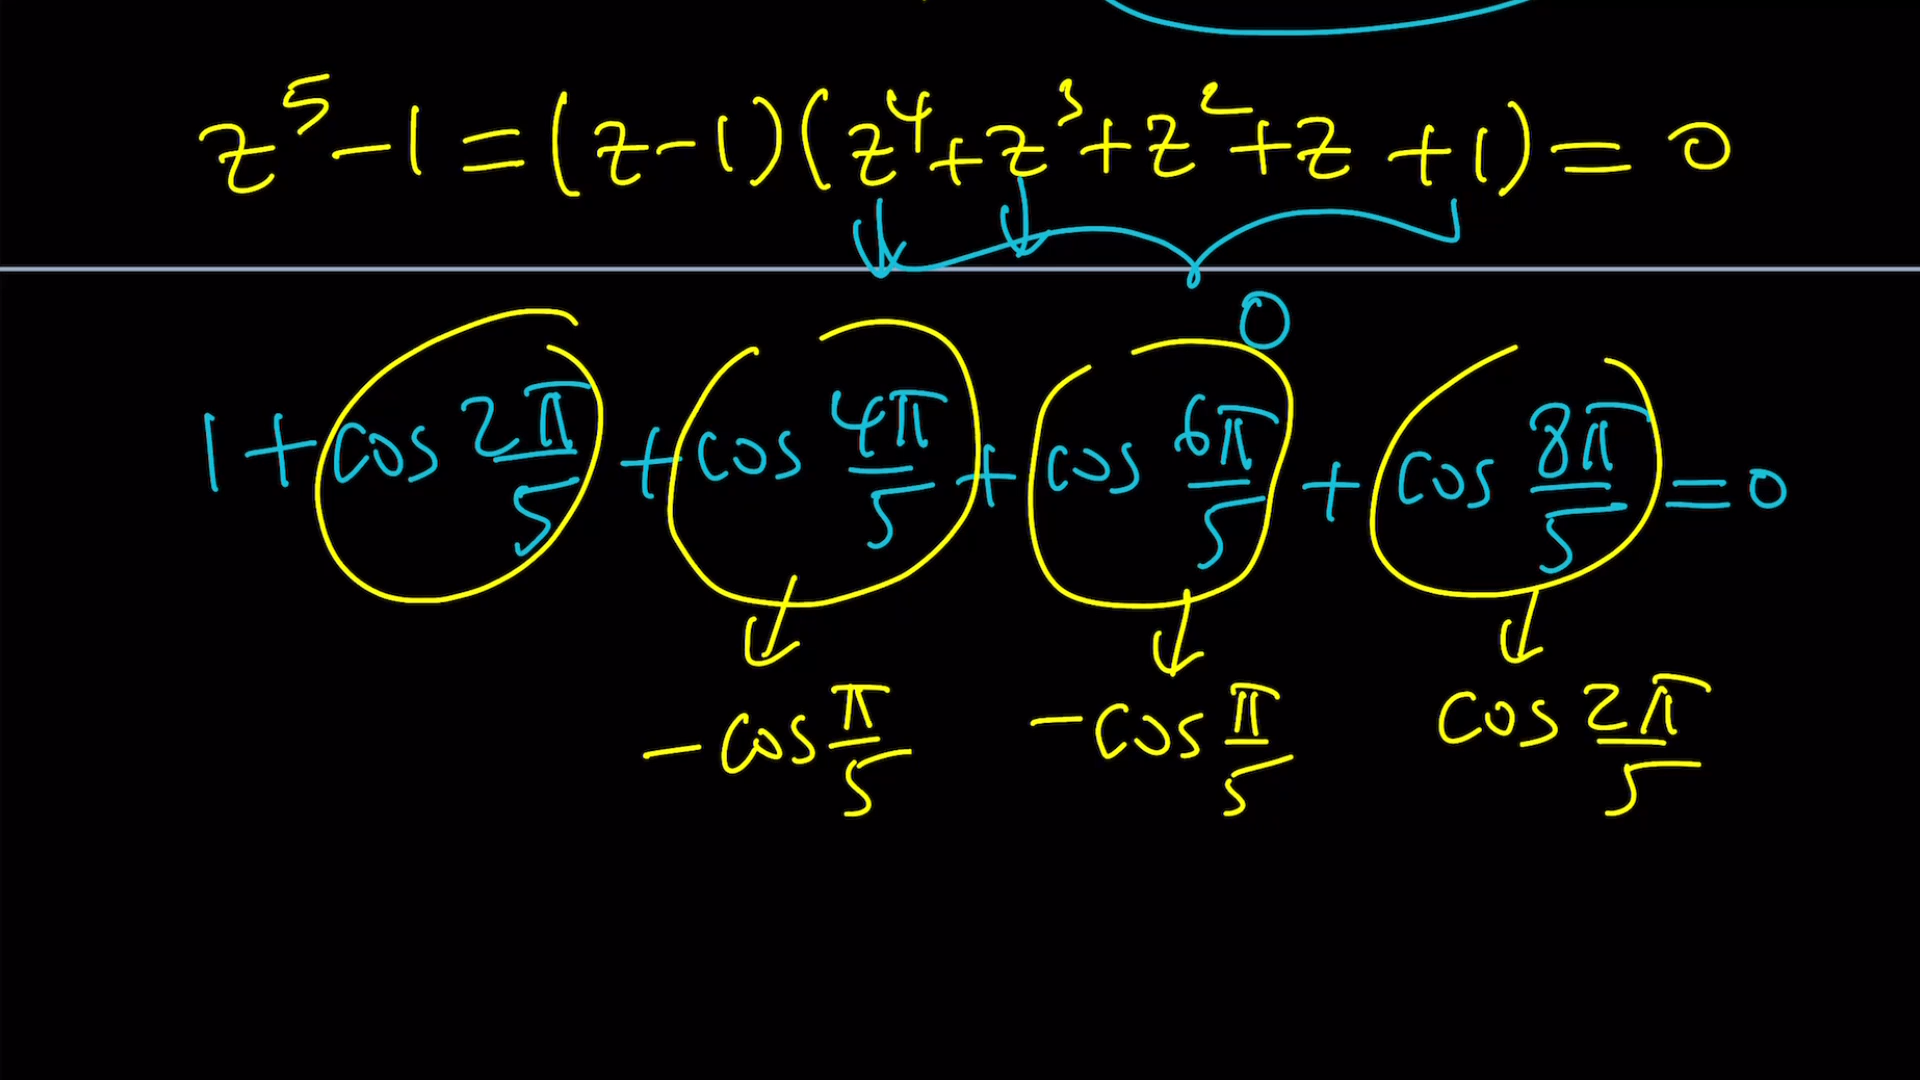 z⁵ - 1 = (z - 1)(z⁴ + z³ + z² + z + 1) = 0
0
1 + cos 2π/5 + cos 4π/5 + cos 6π/5 + cos 8π/5 = 0
- cos π/5 - cos π/5 cos 2π/5